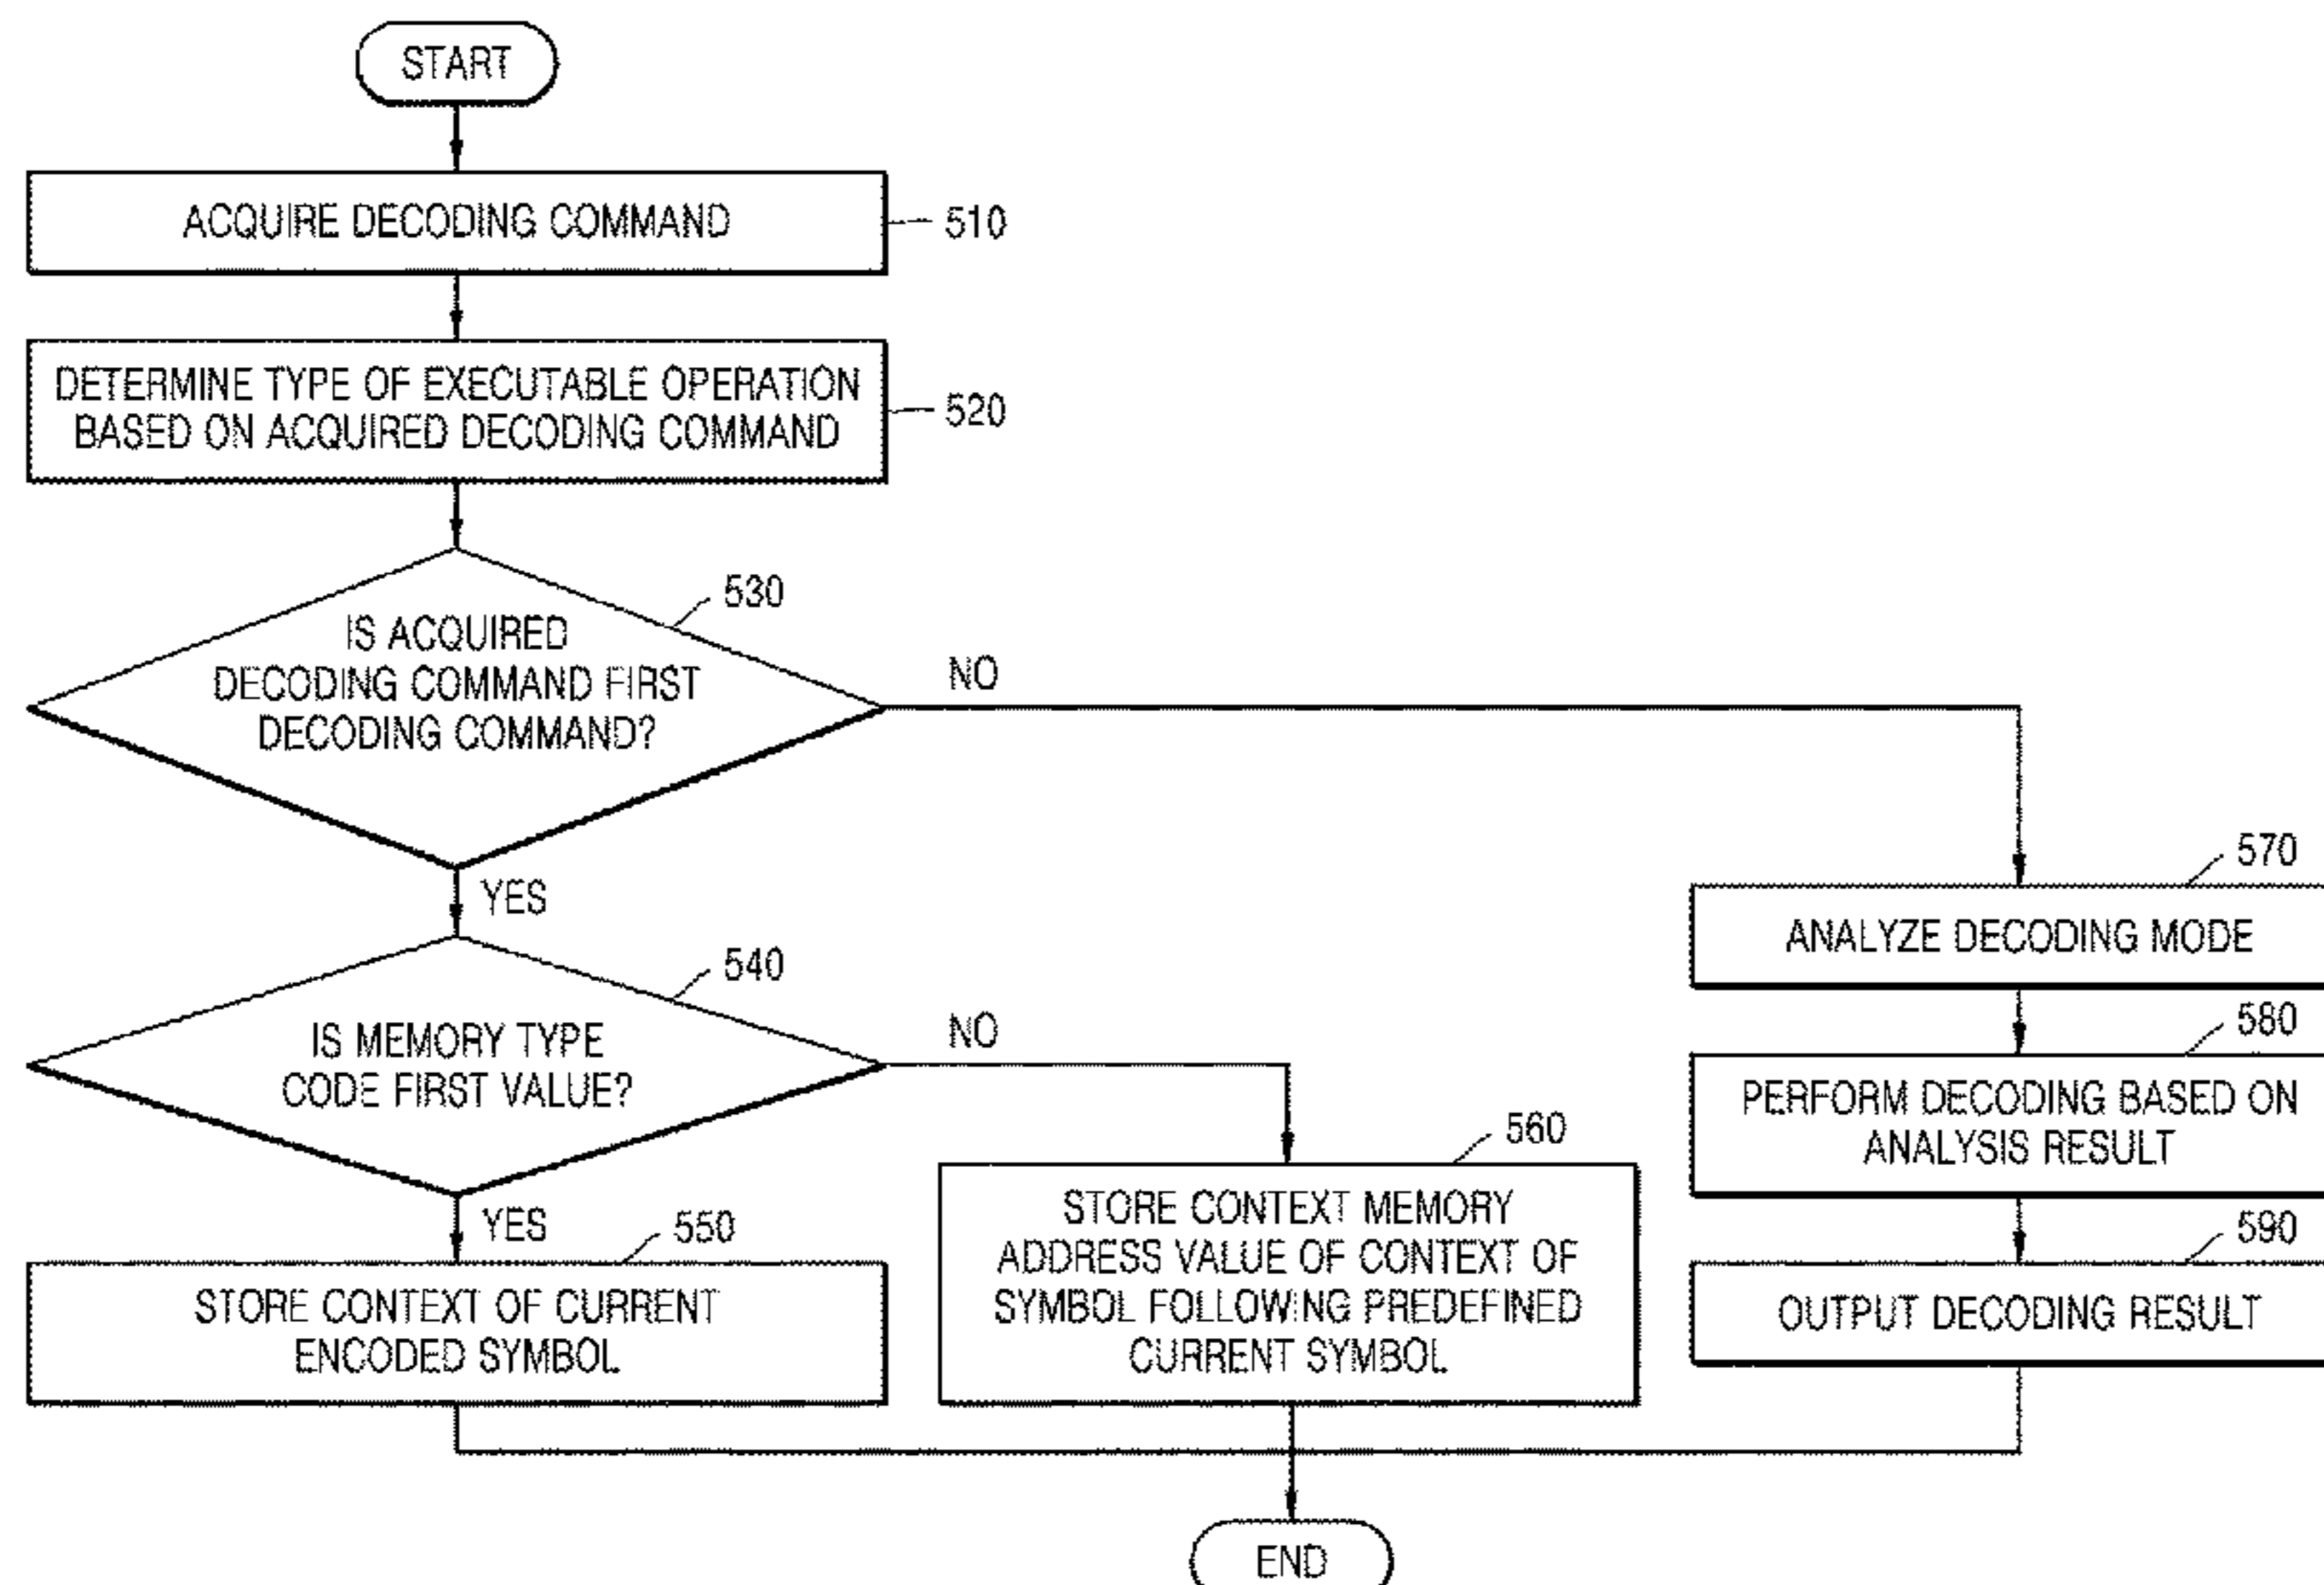 START
ACQUIRE DECODING COMMAND
510
DETERMINE TYPE OF EXECUTABLE OPERATION
BASED ON ACQUIRED DECODING COMMAND
520
530
IS ACQUIRED
DECODING COMMAND FIRST
DECODING COMMAND?
NO
YES
540
IS MEMORY TYPE
CODE FIRST VALUE?
NO
YES
550
STORE CONTEXT OF CURRENT
ENCODED SYMBOL
560
STORE CONTEXT MEMORY
ADDRESS VALUE OF CONTEXT OF
SYMBOL FOLLOWING PREDEFINED
CURRENT SYMBOL
570
ANALYZE DECODING MODE
580
PERFORM DECODING BASED ON
ANALYSIS RESULT
590
OUTPUT DECODING RESULT
END